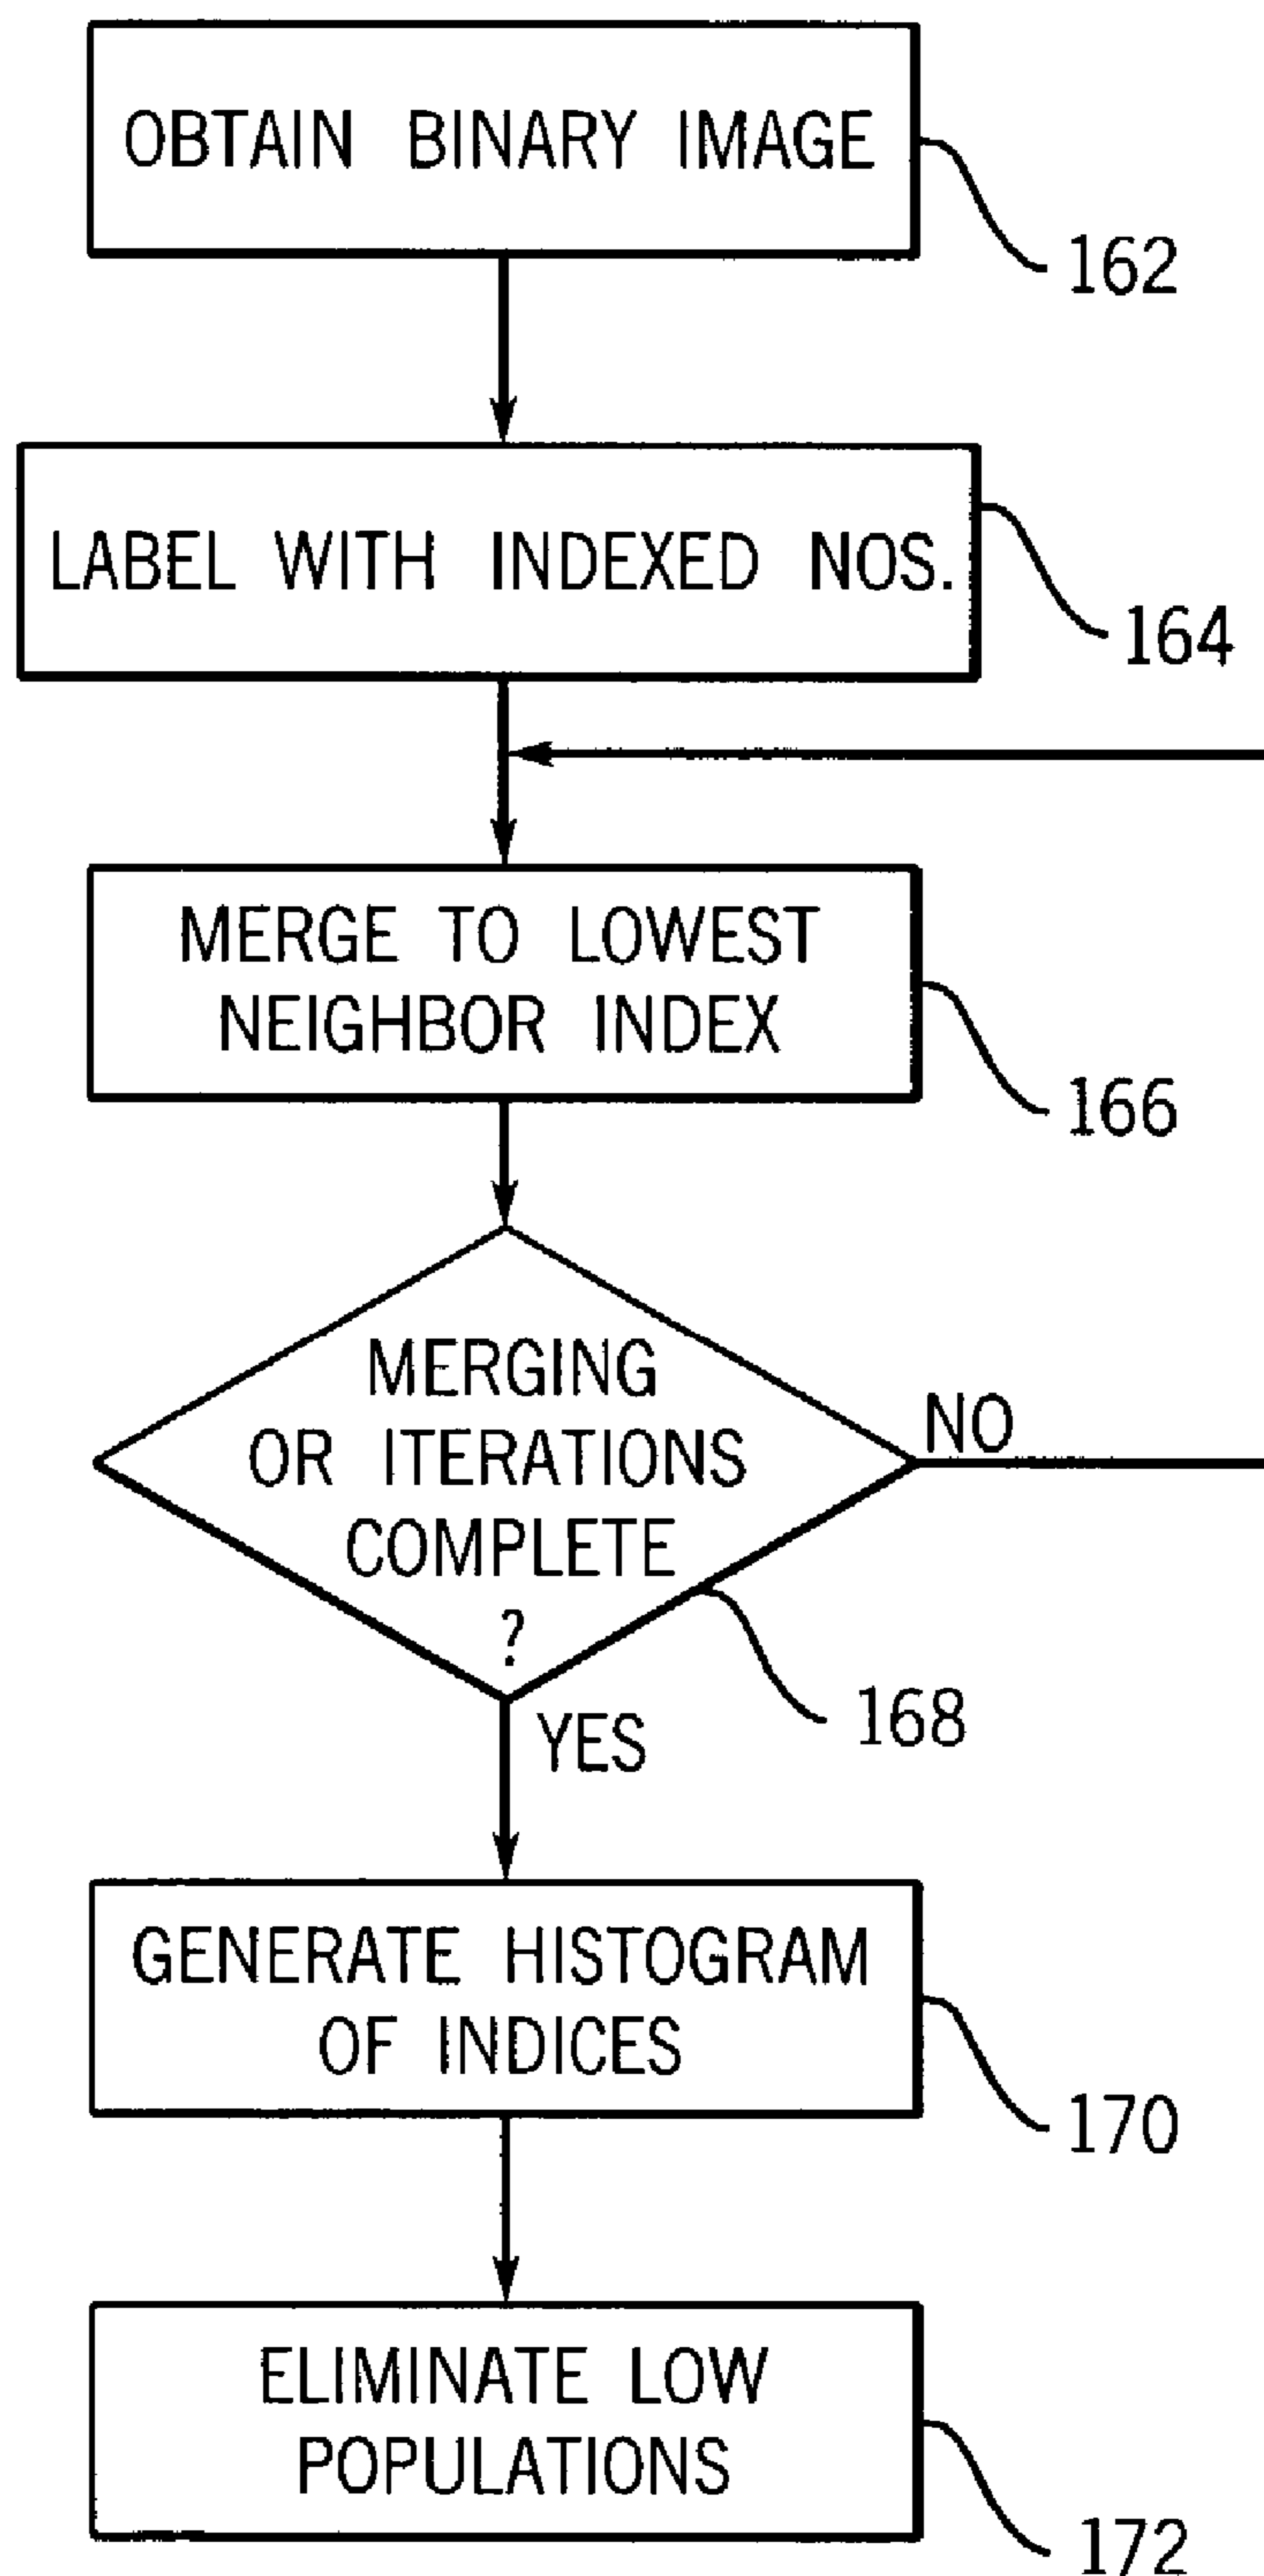 OBTAIN BINARY IMAGE
162
LABEL WITH INDEXED NOS.
164
MERGE TO LOWEST
NEIGHBOR INDEX
166
MERGING
OR ITERATIONS
COMPLETE
?
NO
168
YES
GENERATE HISTOGRAM
OF INDICES
170
ELIMINATE LOW
POPULATIONS
172